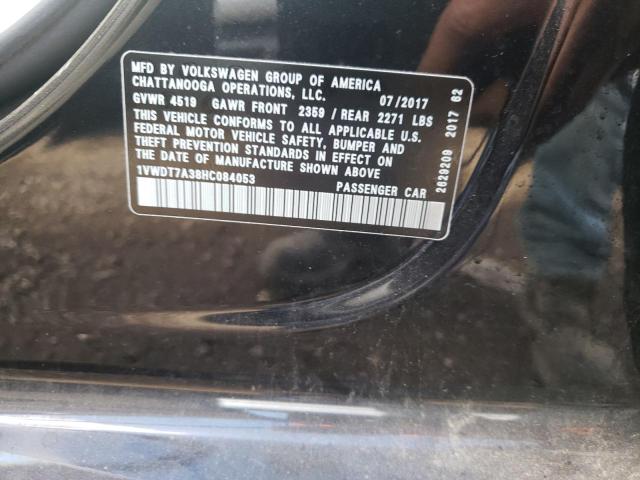 MFD BY VOLKSWAGEN GROUP OF AMERICA
CHATTANOOGA OPERATIONS, LLC. 07/2017
GVWR 4519 GAWR FRONT 2359 / REAR 2271 LBS
THIS VEHICLE CONFORMS TO ALL APPLICABLE U.S.
FEDERAL MOTOR VEHICLE SAFETY, BUMPER AND
THEFT PREVENTION STANDARDS IN EFFECT ON
THE DATE OF MANUFACTURE SHOWN ABOVE
1VWDT7A38HC084053 PASSENGER CAR
2629209 2017 62